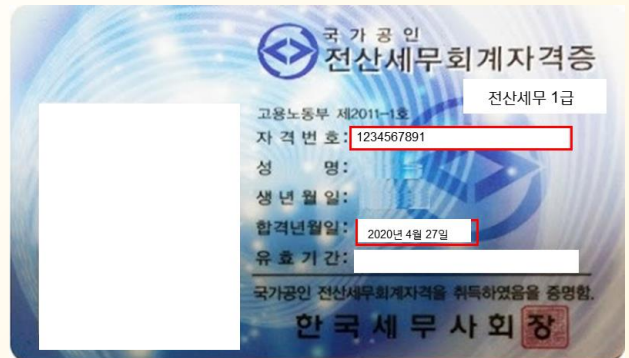 국가공인
전산세무회계자격증
전산세무 1급
고용노동부 제2011-1호
자격번호: 1234567891
성 명:
생년월일:
합격년월일: 2020년 4월 27일
유효기간:
국가공인 전산세무회계자격을 취득하였음을 증명함.
한국세무사회장